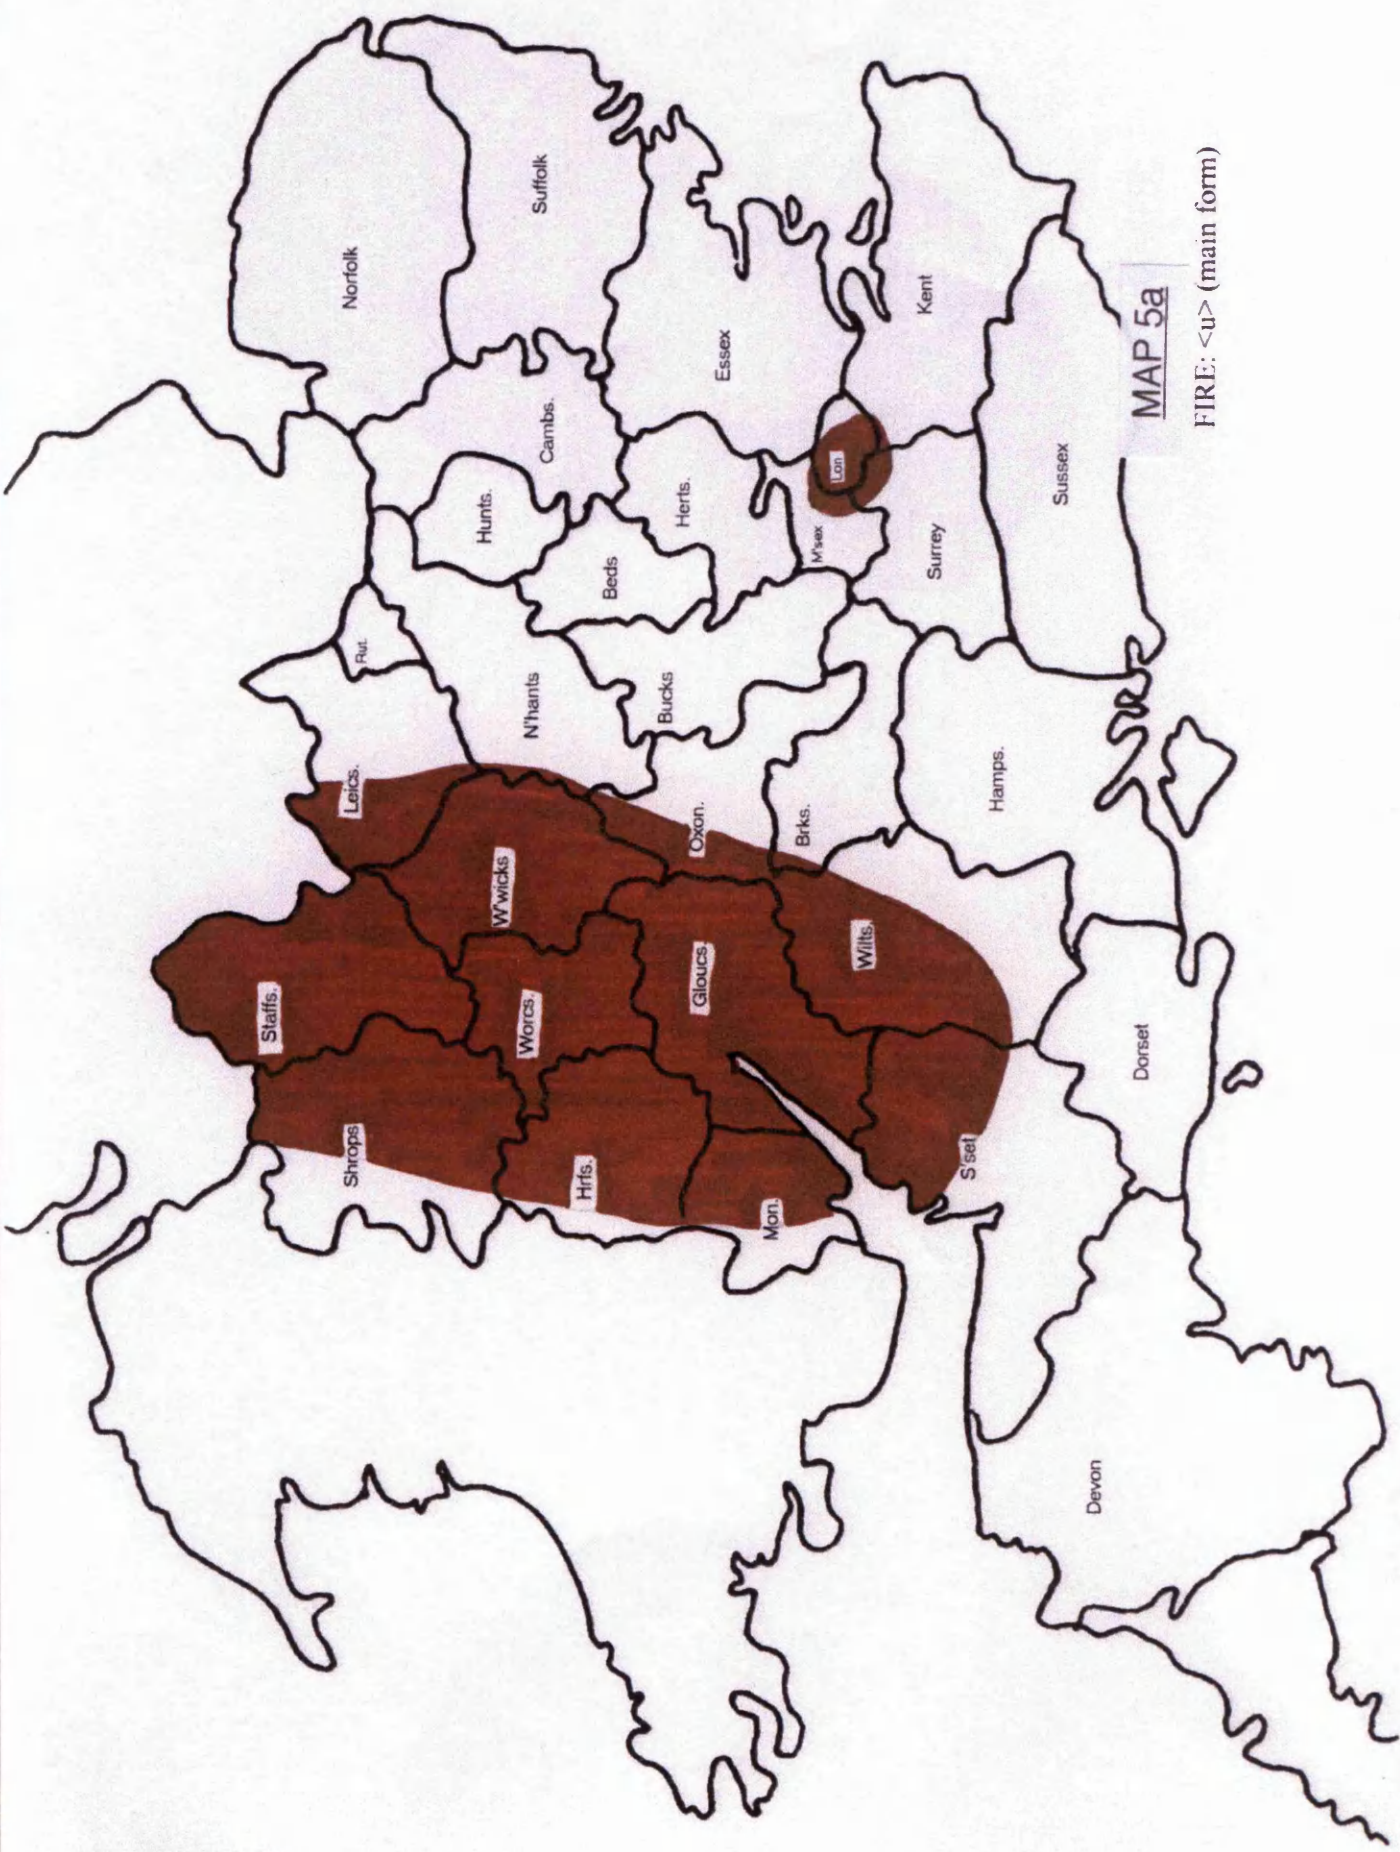 Norfolk
Suffolk
Rut.
Leics.
Staffs.
Shrops
Hunts.
Cambs.
N'hants
W'wicks
Worcs.
Hrfs.
Beds
Herts.
Essex
Bucks
Oxon.
Gloucs
Mon.
Lon
M'sex
Brks.
Wilts.
S'set
Kent
Surrey
Hamps.
Sussex
Dorset
Devon
MAP 5a
FIRE: <u> (main form)